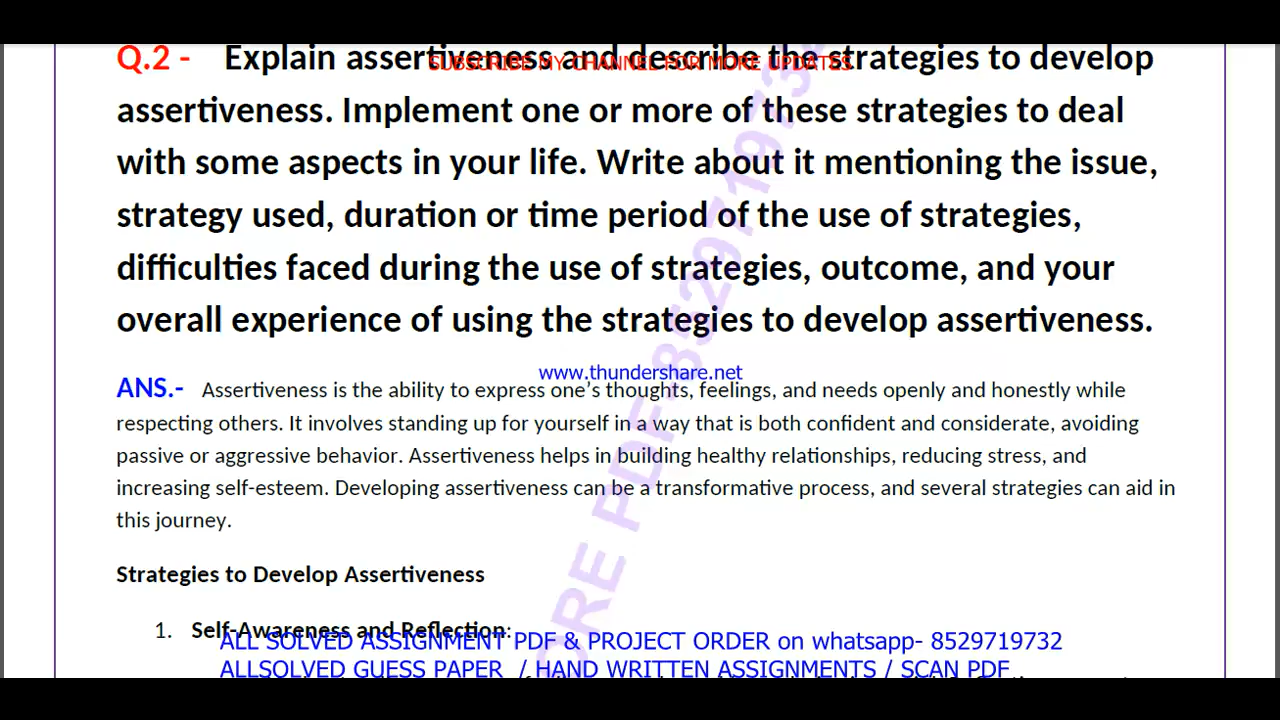 Q.2 - Explain assertiveness and describe the strategies to develop
SUBSCRIBE MY CHANNEL FOR MORE UPDATES
assertiveness. Implement one or more of these strategies to deal
with some aspects in your life. Write about it mentioning the issue,
strategy used, duration or time period of the use of strategies,
difficulties faced during the use of strategies, outcome, and your
overall experience of using the strategies to develop assertiveness.
www.thundershare.net
ANS.- Assertiveness is the ability to express one’s thoughts, feelings, and needs openly and honestly while
respecting others. It involves standing up for yourself in a way that is both confident and considerate, avoiding
passive or aggressive behavior. Assertiveness helps in building healthy relationships, reducing stress, and
increasing self-esteem. Developing assertiveness can be a transformative process, and several strategies can aid in
this journey.
Strategies to Develop Assertiveness
1. Self-Awareness and Reflection:
ALL SOLVED ASSIGNMENT PDF & PROJECT ORDER on whatsapp- 8529719732
ALLSOLVED GUESS PAPER / HAND WRITTEN ASSIGNMENTS / SCAN PDF
ORE PDF-852971973